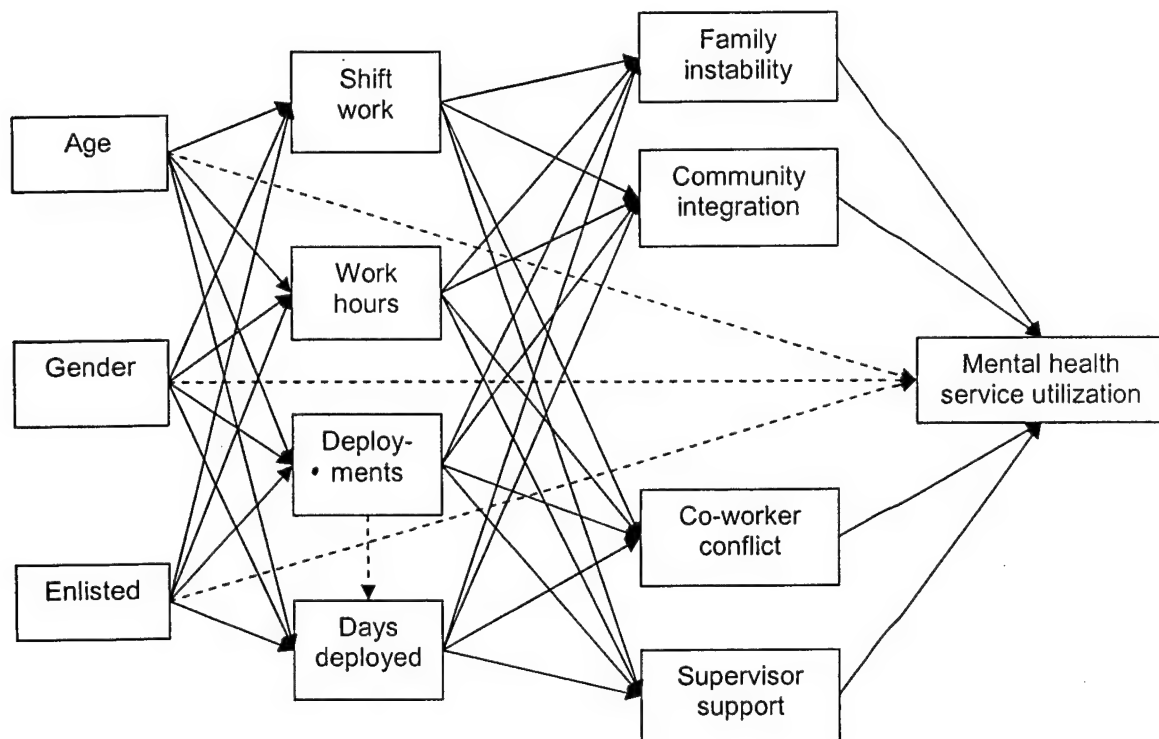 Age
Gender
Enlisted
Shift
work
Work
hours
Deploy-
ments
Days
deployed
Family
instability
Community
integration
Co-worker
conflict
Supervisor
support
Mental health
service utilization